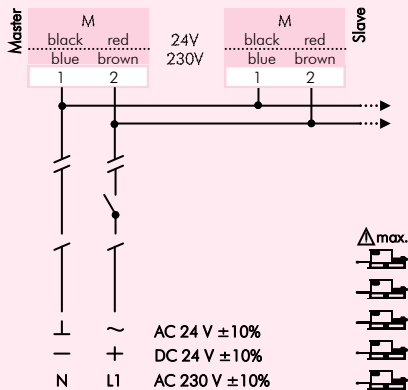 Master
M
black red
blue brown
1 2
24V
230V
M
black red
blue brown
1 2
Slave
max.
⊥ ~ AC 24 V ±10%
− + DC 24 V ±10%
N L1 AC 230 V ±10%